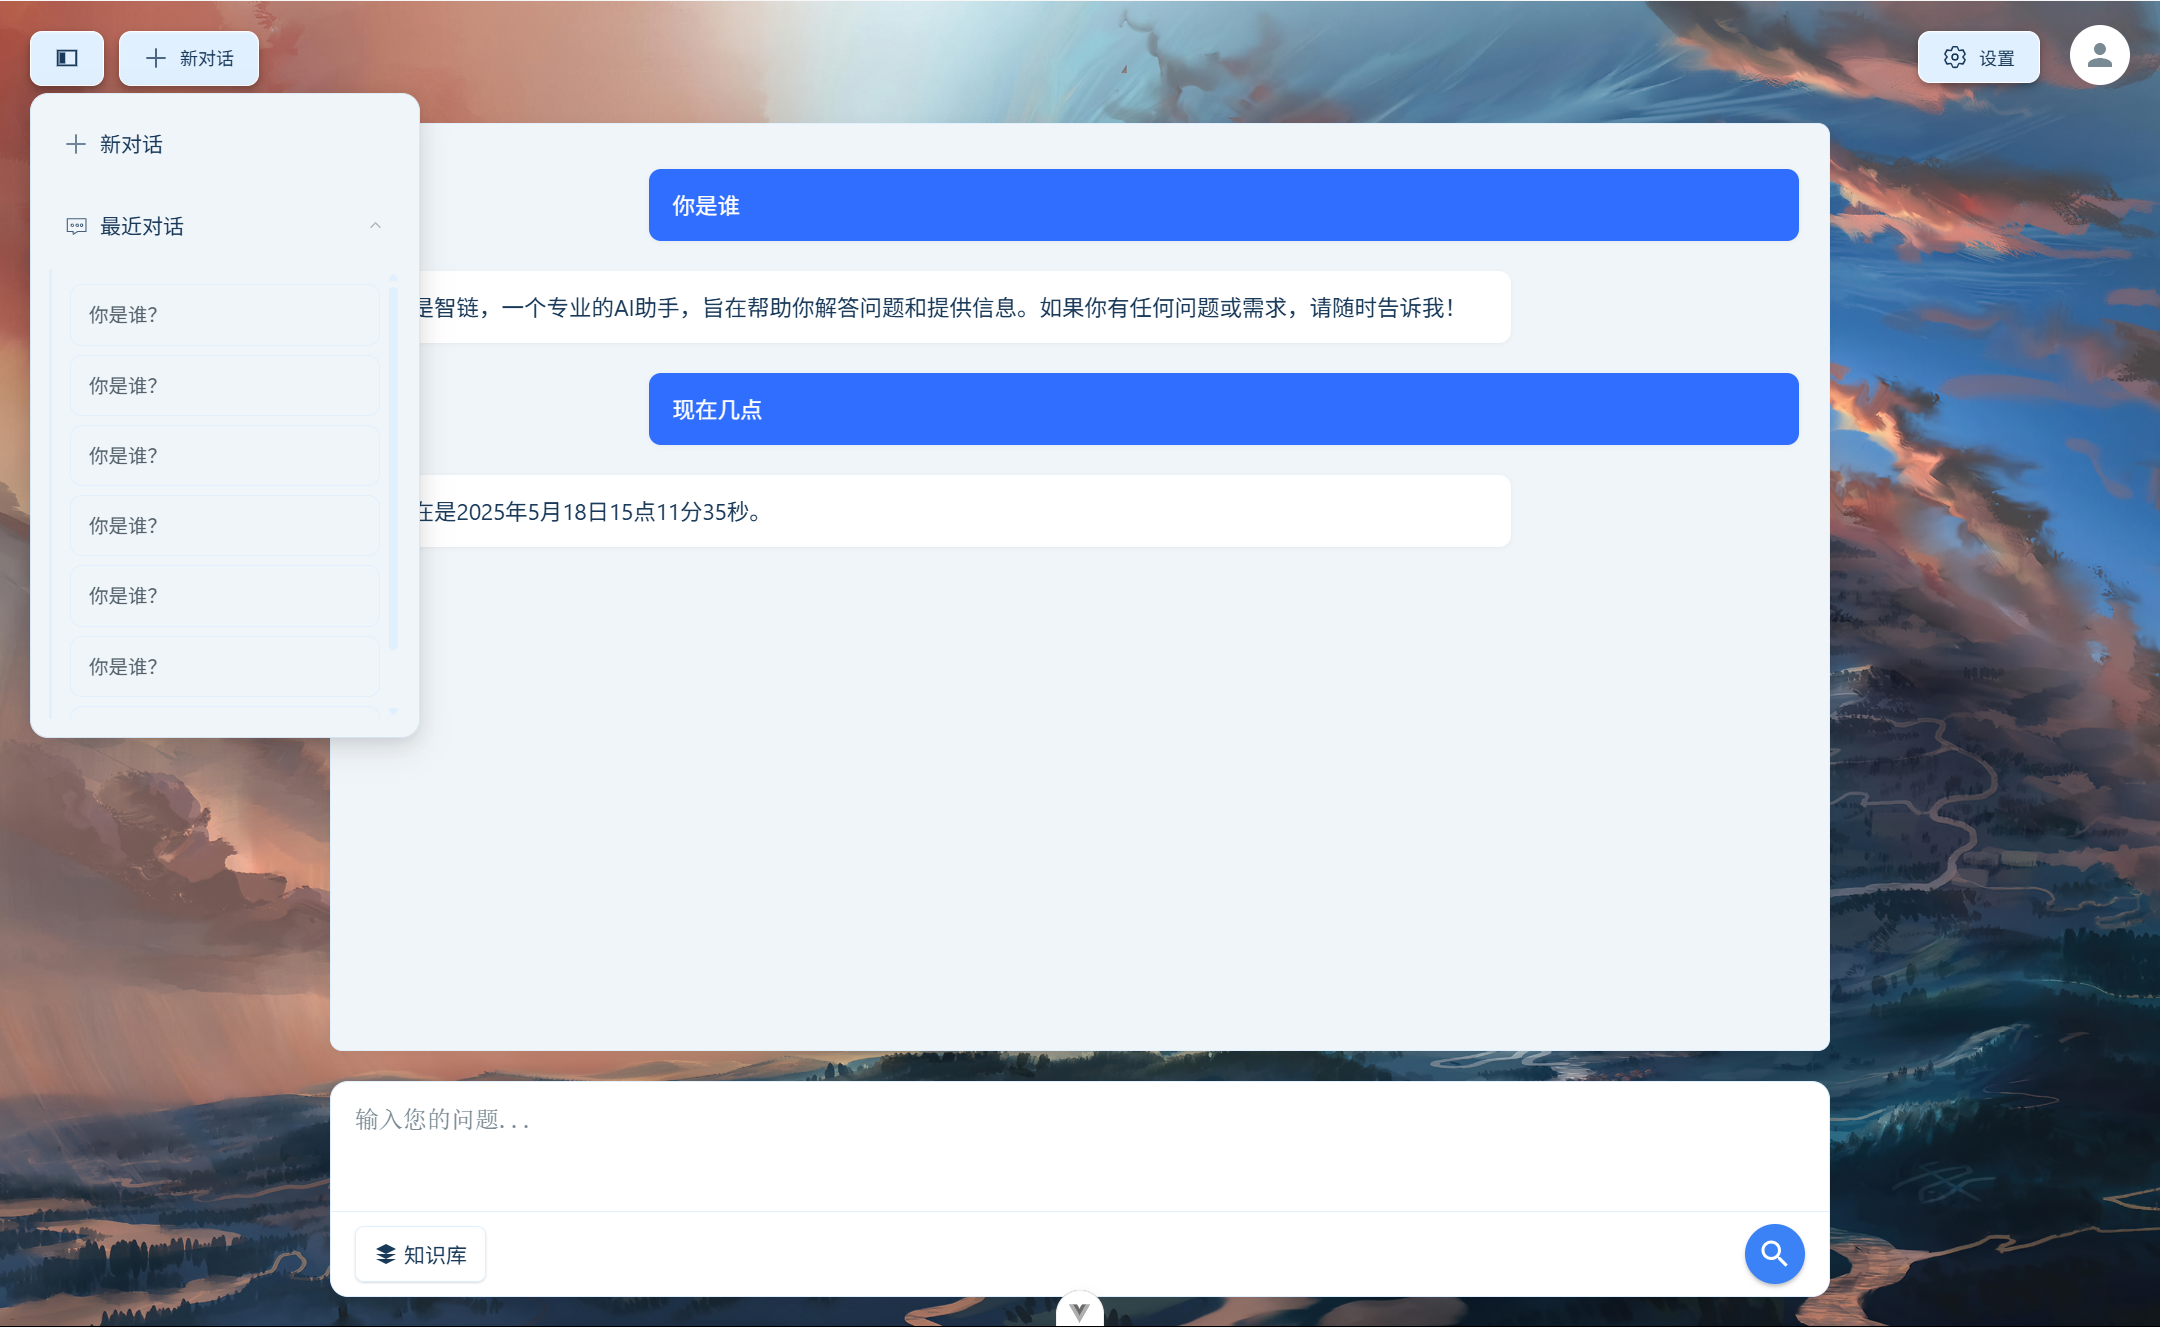 新对话
设置
新对话
最近对话
你是谁？
你是谁？
你是谁？
你是谁？
你是谁？
你是谁？
你是谁
是智链，一个专业的AI助手，旨在帮助你解答问题和提供信息。如果你有任何问题或需求，请随时告诉我！
现在几点
在是2025年5月18日15点11分35秒。
输入您的问题...
知识库